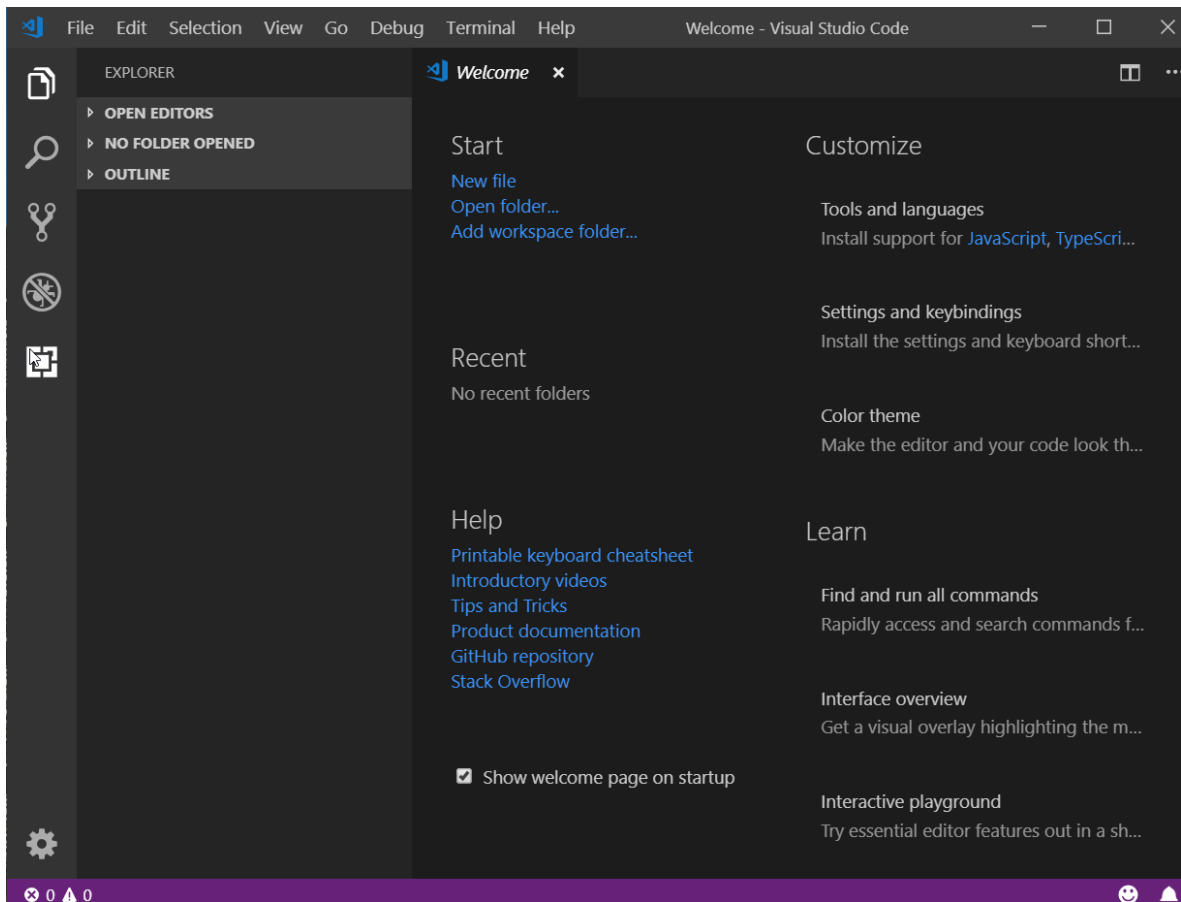 File Edit Selection View Go Debug Terminal Help Welcome - Visual Studio Code
EXPLORER
OPEN EDITORS
NO FOLDER OPENED
OUTLINE
Welcome
Start
New file
Open folder...
Add workspace folder...
Recent
No recent folders
Help
Printable keyboard cheatsheet
Introductory videos
Tips and Tricks
Product documentation
GitHub repository
Stack Overflow
Show welcome page on startup
Customize
Tools and languages
Install support for JavaScript, TypeScri...
Settings and keybindings
Install the settings and keyboard short...
Color theme
Make the editor and your code look th...
Learn
Find and run all commands
Rapidly access and search commands f...
Interface overview
Get a visual overlay highlighting the m...
Interactive playground
Try essential editor features out in a sh...
0 0